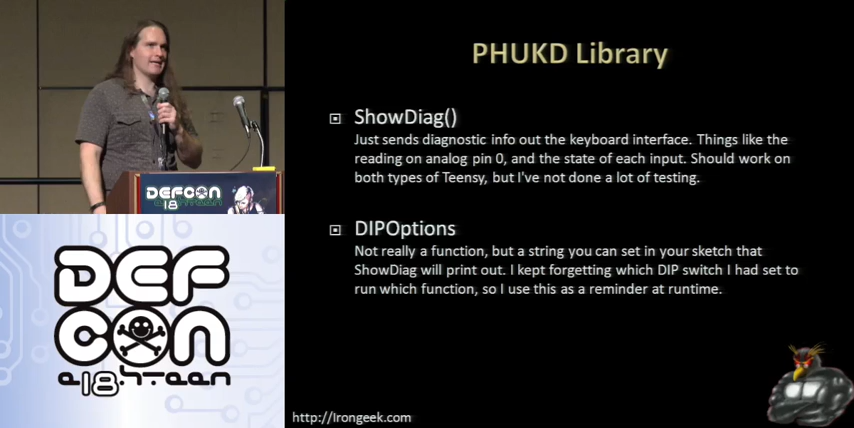 PHUKD Library
ShowDiag()
Just sends diagnostic info out the keyboard interface. Things like the
reading on analog pin 0, and the state of each input. Should work on
both types of Teensy, but I've not done a lot of testing.
DIPOptions
Not really a function, but a string you can set in your sketch that
ShowDiag will print out. I kept forgetting which DIP switch I had set to
run which function, so I use this as a reminder at runtime.
http://Irongeek.com
DEFCON
18
DEF
CON
e18hteen